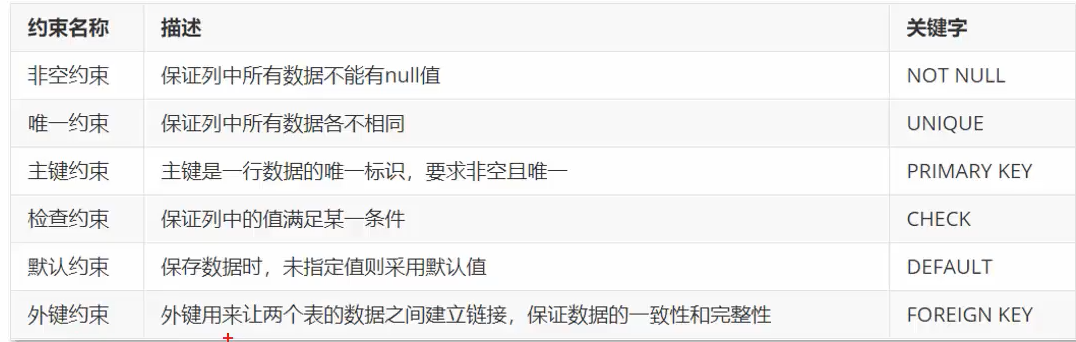 约束名称 描述 关键字
非空约束 保证列中所有数据不能有null值 NOT NULL
唯一约束 保证列中所有数据各不相同 UNIQUE
主键约束 主键是一行数据的唯一标识，要求非空且唯一 PRIMARY KEY
检查约束 保证列中的值满足某一条件 CHECK
默认约束 保存数据时，未指定值则采用默认值 DEFAULT
外键约束 外键用来让两个表的数据之间建立链接，保证数据的一致性和完整性 FOREIGN KEY